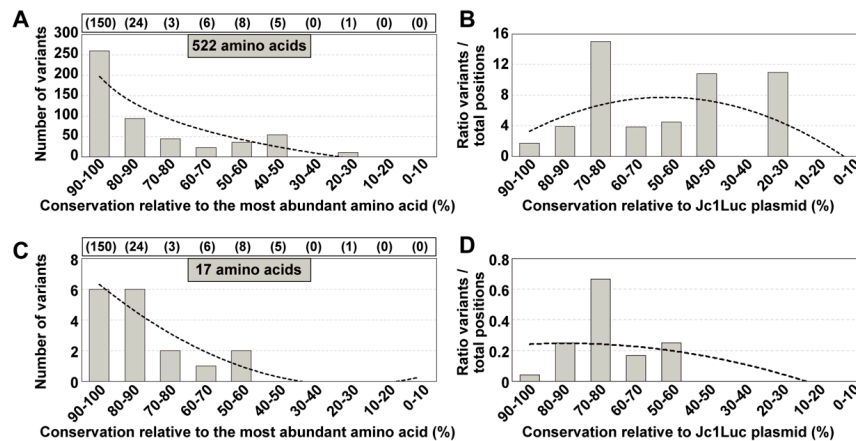 A
(150) (24) (3) (6) (8) (5) (0) (1) (0) (0)
522 amino acids
Number of variants
300
250
200
150
100
50
0
90-100 80-90 70-80 60-70 50-60 40-50 30-40 20-30 10-20 0-10
Conservation relative to the most abundant amino acid (%)
B
Ratio variants /
total positions
16
12
8
4
0
90-100 80-90 70-80 60-70 50-60 40-50 30-40 20-30 10-20 0-10
Conservation relative to Jc1Luc plasmid (%)
C
(150) (24) (3) (6) (8) (5) (0) (1) (0) (0)
17 amino acids
Number of variants
8
6
4
2
0
90-100 80-90 70-80 60-70 50-60 40-50 30-40 20-30 10-20 0-10
Conservation relative to the most abundant amino acid (%)
D
Ratio variants /
total positions
0.8
0.6
0.4
0.2
0
90-100 80-90 70-80 60-70 50-60 40-50 30-40 20-30 10-20 0-10
Conservation relative to Jc1Luc plasmid (%)